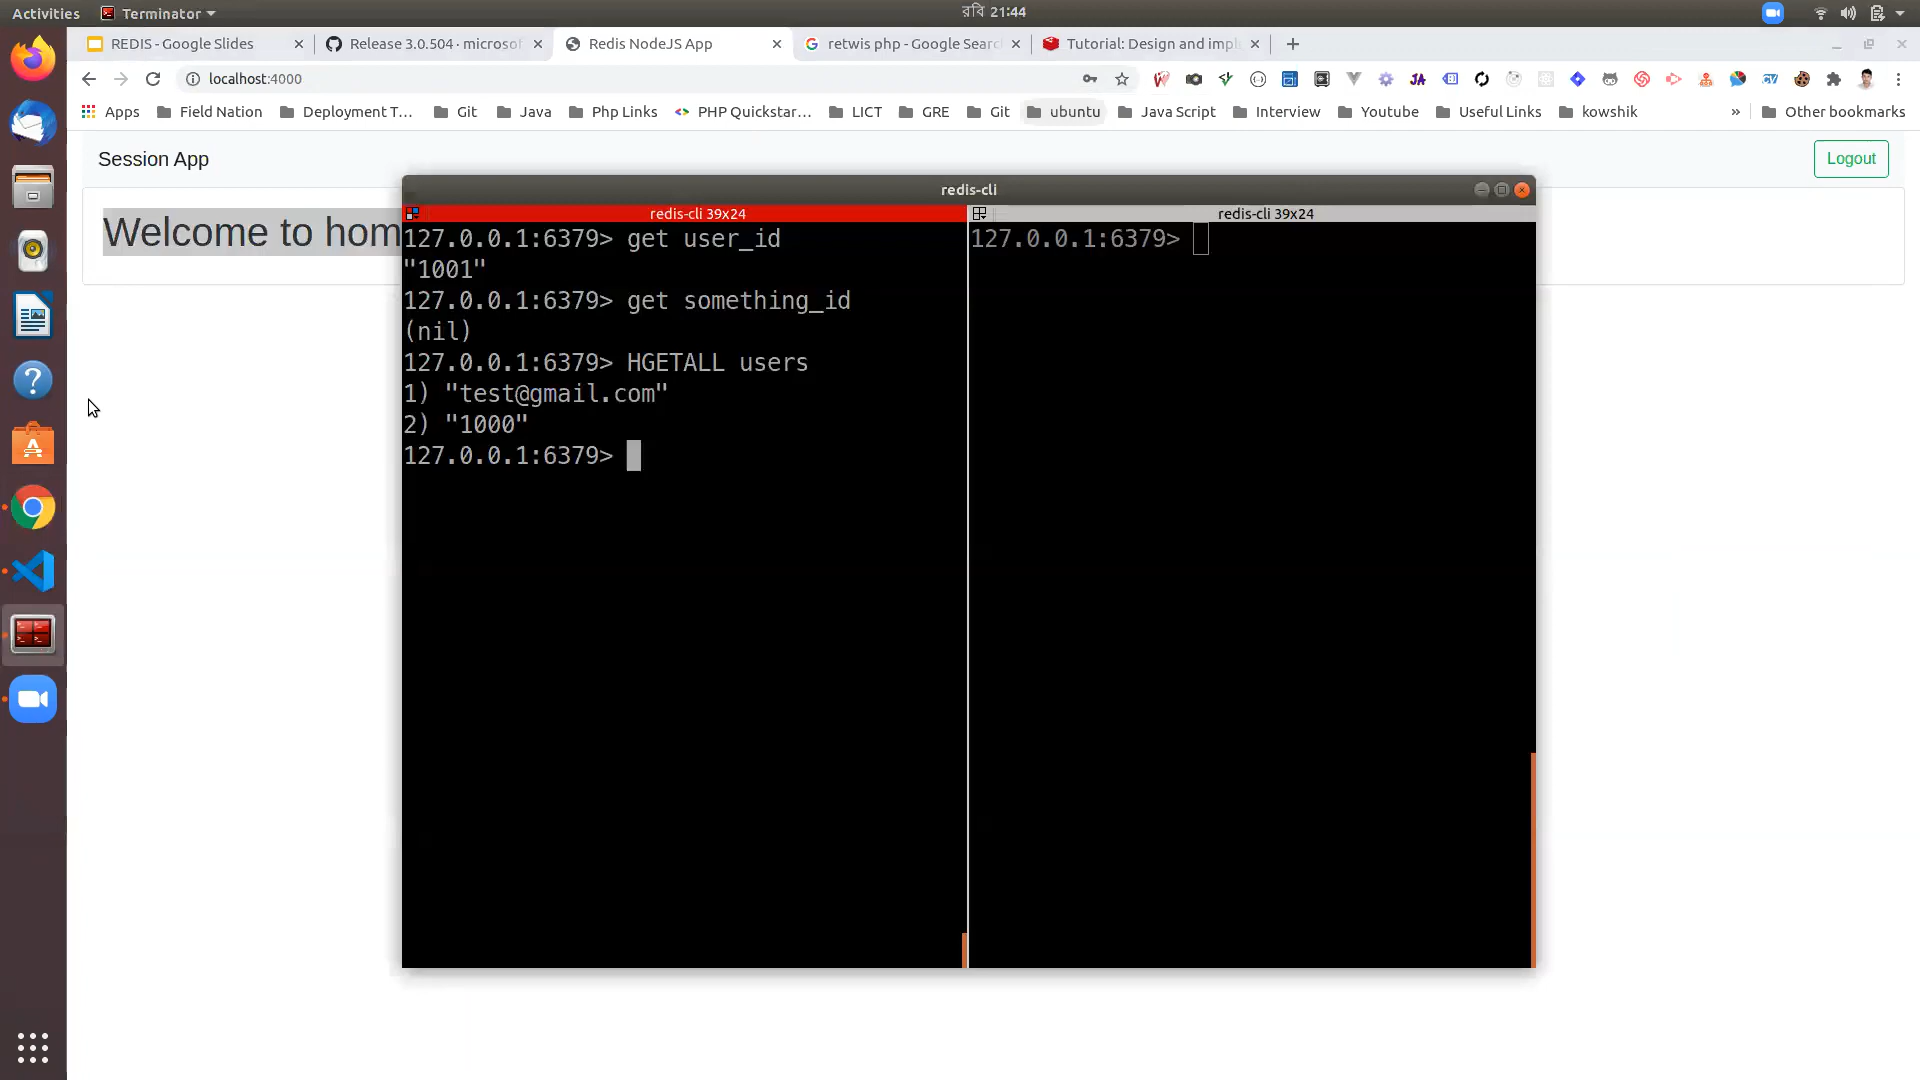 Activities Terminator রবি 21:44
REDIS - Google Slides Release 3.0.504 · microsof Redis NodeJS App retwis php - Google Searc Tutorial: Design and impl
localhost:4000
Apps Field Nation Deployment T... Git Java Php Links PHP Quickstar... LICT GRE Git ubuntu Java Script Interview Youtube Useful Links kowshik » Other bookmarks
Session App Logout
Welcome to hom
redis-cli
redis-cli 39x24
127.0.0.1:6379> get user_id
"1001"
127.0.0.1:6379> get something_id
(nil)
127.0.0.1:6379> HGETALL users
1) "test@gmail.com"
2) "1000"
127.0.0.1:6379>
redis-cli 39x24
127.0.0.1:6379>